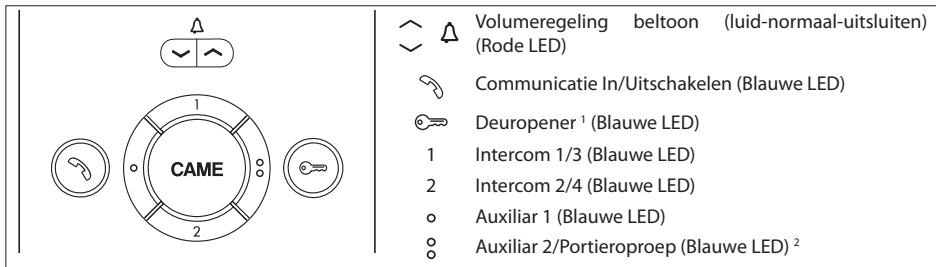 1
CAME
2
Volumeregeling beltoon (luid-normaal-uitsluiten)
(Rode LED)
Communicatie In/Uitschakelen (Blauwe LED)
Deuropener ¹ (Blauwe LED)
1 Intercom 1/3 (Blauwe LED)
2 Intercom 2/4 (Blauwe LED)
Auxiliar 1 (Blauwe LED)
Auxiliar 2/Portieroproep (Blauwe LED) ²